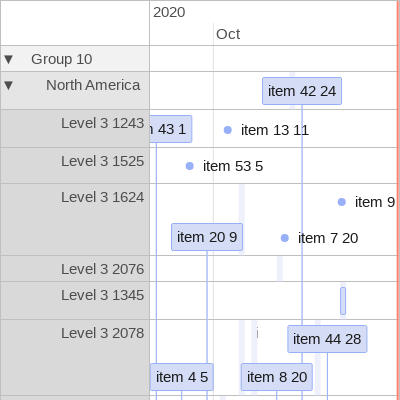 2020
Oct
▼ Group 10
▼ North America
item 42 24
Level 3 1243
43 1
item 13 11
Level 3 1525
item 53 5
Level 3 1624
item 9
item 20 9
item 7 20
Level 3 2076
Level 3 1345
Level 3 2078
i
item 44 28
item 4 5
item 8 20